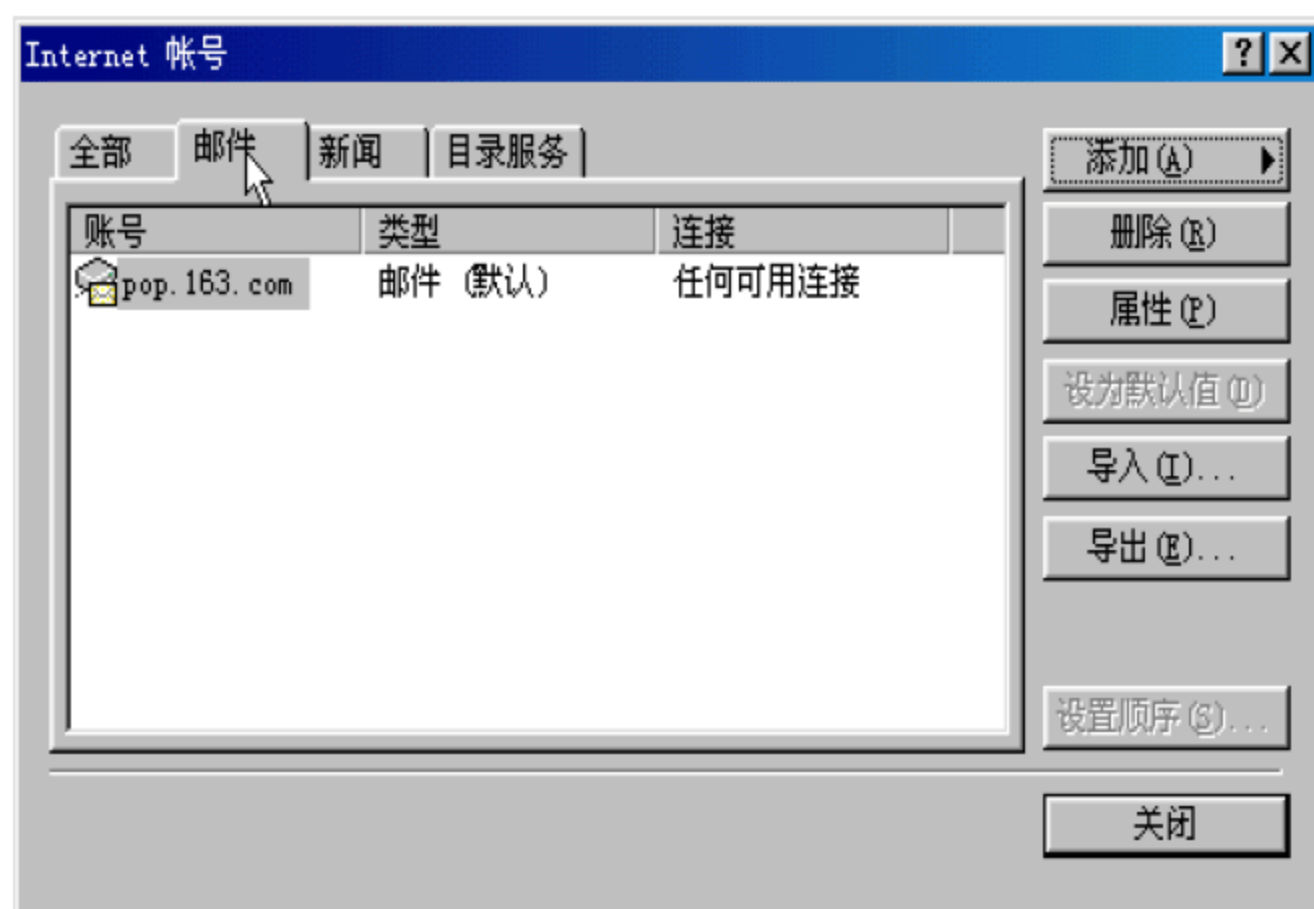 Internet 帐号
全部 邮件 新闻 目录服务
账号 类型 连接
pop.163.com 邮件 (默认) 任何可用连接
添加(A)
删除(R)
属性(P)
设为默认值(D)
导入(I)...
导出(E)...
设置顺序(S)...
关闭